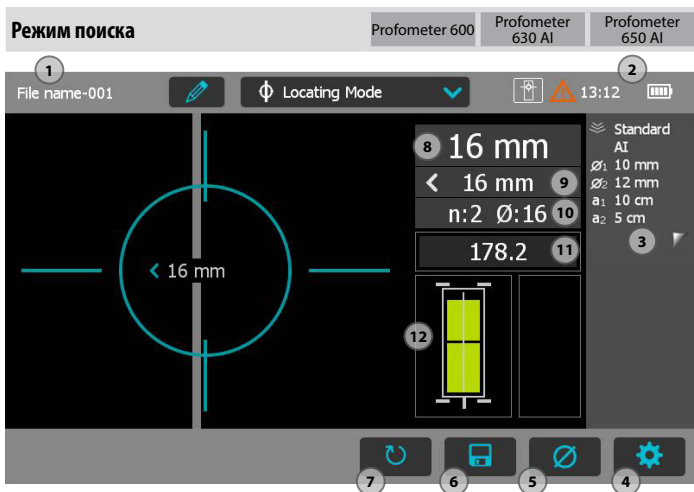 Режим поиска
Profometer 600
Profometer
630 AI
Profometer
650 AI
1
2
File name-001
Locating Mode
13:12
8
16 mm
< 16 mm
9
n:2 Ø:16
10
178.2
11
< 16 mm
12
Standard
AI
ø1 10 mm
ø2 12 mm
a1 10 cm
a2 5 cm
3
7
6
5
4